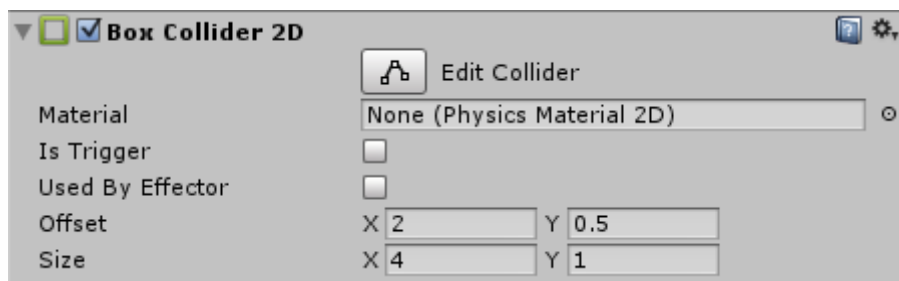 Box Collider 2D
Edit Collider
Material None (Physics Material 2D)
Is Trigger
Used By Effector
Offset X 2 Y 0.5
Size X 4 Y 1